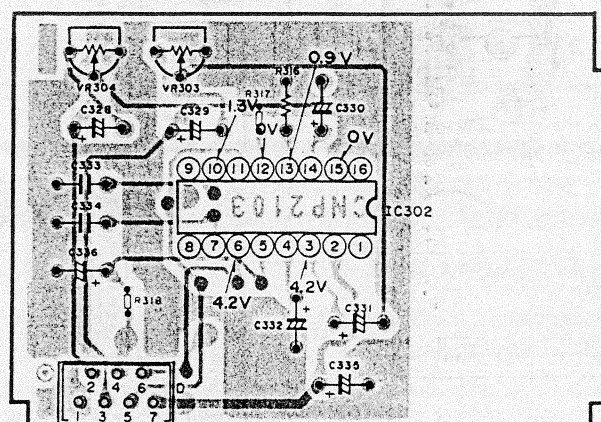 0.9V
VR304
VR303
R316
C328
C329
1.3V
R317
0V
C330
0V
9 10 11 12 13 14 15 16
C333
CNP2103
IC302
C334
8 7 6 5 4 3 2 1
C336
4.2V
4.2V
R318
C332
C331
C335
2 4 6 D
1 3 5 7